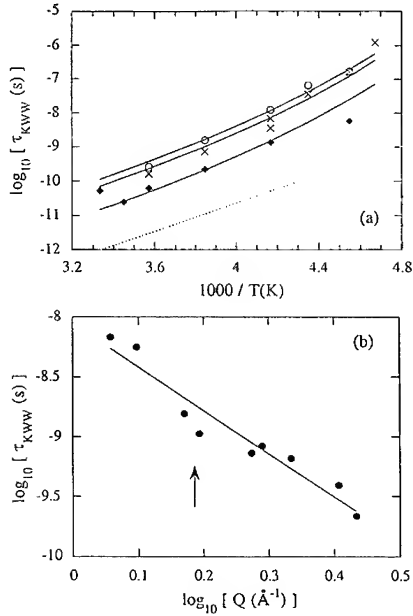 -5
-6
-7
-8
-9
-10
-11
-12
log10 [ τKWW (s) ]
(a)
3.2 3.6 4 4.4 4.8
1000 / T(K)
-8
-8.5
-9
-9.5
-10
log10 [ τKWW (s) ]
(b)
0 0.1 0.2 0.3 0.4 0.5
log10 [ Q (Å-1) ]